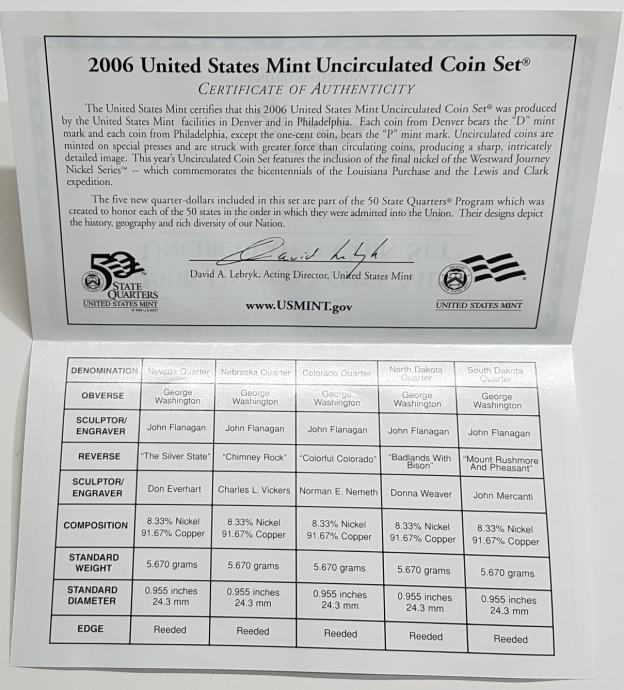 2006 United States Mint Uncirculated Coin Set®
CERTIFICATE OF AUTHENTICITY
The United States Mint certifies that this 2006 United States Mint Uncirculated Coin Set® was produced
by the United States Mint facilities in Denver and in Philadelphia. Each coin from Denver bears the "D" mint
mark and each coin from Philadelphia, except the one-cent coin, bears the "P" mint mark. Uncirculated coins are
minted on special presses and are struck with greater force than circulating coins, producing a sharp, intricately
detailed image. This year's Uncirculated Coin Set features the inclusion of the final nickel of the Westward Journey
Nickel Series™ -- which commemorates the bicentennials of the Louisiana Purchase and the Lewis and Clark
expedition.
The five new quarter-dollars included in this set are part of the 50 State Quarters® Program which was
created to honor each of the 50 states in the order in which they were admitted into the Union. Their designs depict
the history, geography and rich diversity of our Nation.
David A. Lebryk
David A. Lebryk, Acting Director, United States Mint
50
STATE
QUARTERS
UNITED STATES MINT
www.USMINT.gov
UNITED STATES MINT
DENOMINATION Nevada Quarter Nebraska Quarter Colorado Quarter North Dakota Quarter South Dakota Quarter
OBVERSE George Washington George Washington George Washington George Washington George Washington
SCULPTOR/ENGRAVER John Flanagan John Flanagan John Flanagan John Flanagan John Flanagan
REVERSE "The Silver State" "Chimney Rock" "Colorful Colorado" "Badlands With Bison" "Mount Rushmore And Pheasant"
SCULPTOR/ENGRAVER Don Everhart Charles L. Vickers Norman E. Nemeth Donna Weaver John Mercanti
COMPOSITION 8.33% Nickel 91.67% Copper 8.33% Nickel 91.67% Copper 8.33% Nickel 91.67% Copper 8.33% Nickel 91.67% Copper 8.33% Nickel 91.67% Copper
STANDARD WEIGHT 5.670 grams 5.670 grams 5.670 grams 5.670 grams 5.670 grams
STANDARD DIAMETER 0.955 inches 24.3 mm 0.955 inches 24.3 mm 0.955 inches 24.3 mm 0.955 inches 24.3 mm 0.955 inches 24.3 mm
EDGE Reeded Reeded Reeded Reeded Reeded